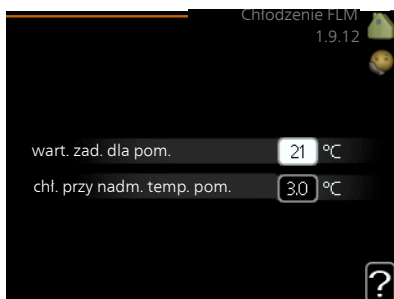 Chłodzenie FLM
1.9.12
wart. zad. dla pom. 21 °C
chł. przy nadm. temp. pom. 3.0 °C
?